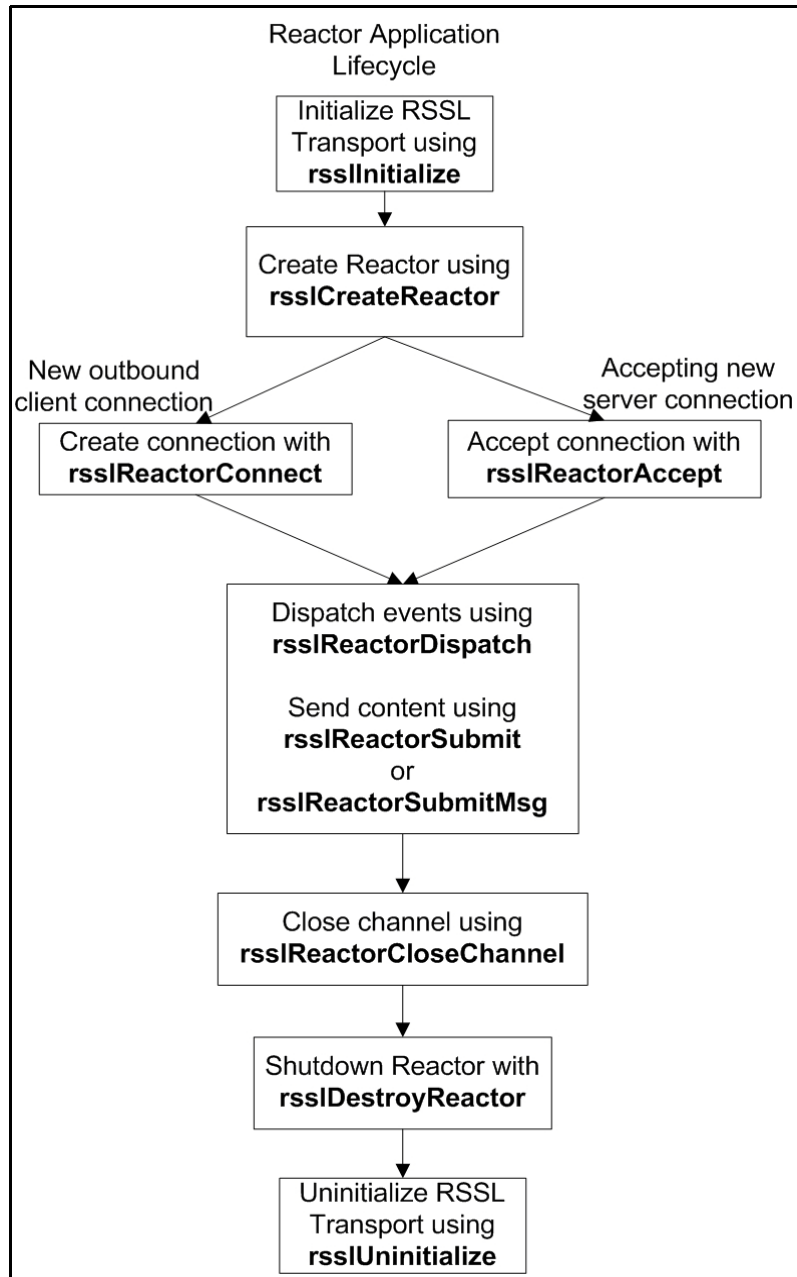 Reactor Application
Lifecycle
Initialize RSSL
Transport using
rsslInitialize
Create Reactor using
rsslCreateReactor
New outbound
client connection
Accepting new
server connection
Create connection with
rsslReactorConnect
Accept connection with
rsslReactorAccept
Dispatch events using
rsslReactorDispatch
Send content using
rsslReactorSubmit
or
rsslReactorSubmitMsg
Close channel using
rsslReactorCloseChannel
Shutdown Reactor with
rsslDestroyReactor
Uninitialize RSSL
Transport using
rsslUninitialize